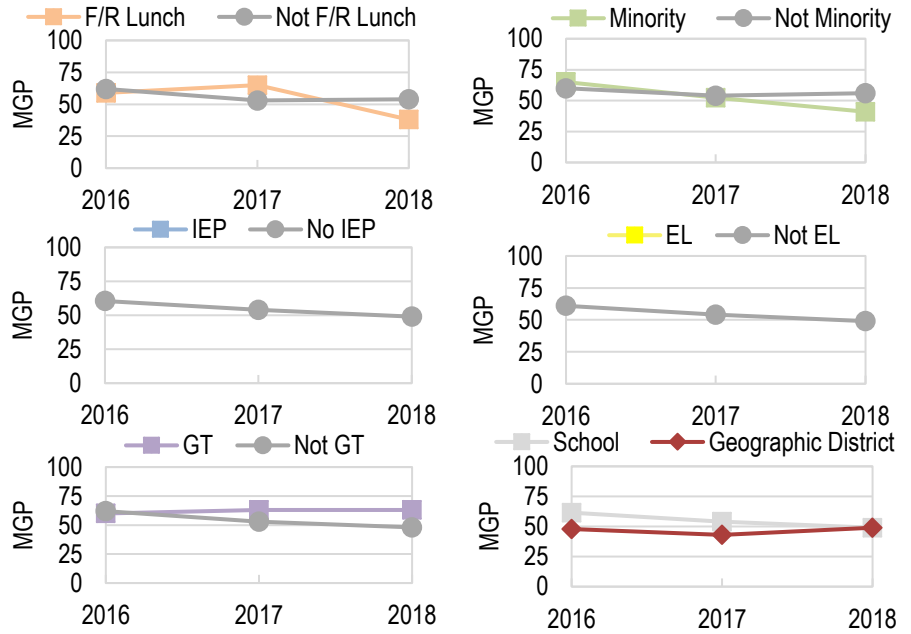 F/R Lunch Not F/R Lunch
100
75
50
25
0
MGP
2016 2017 2018
Minority Not Minority
100
75
50
25
0
MGP
2016 2017 2018
IEP No IEP
100
75
50
25
0
MGP
2016 2017 2018
EL Not EL
100
75
50
25
0
MGP
2016 2017 2018
GT Not GT
100
75
50
25
0
MGP
2016 2017 2018
School Geographic District
100
75
50
25
0
MGP
2016 2017 2018